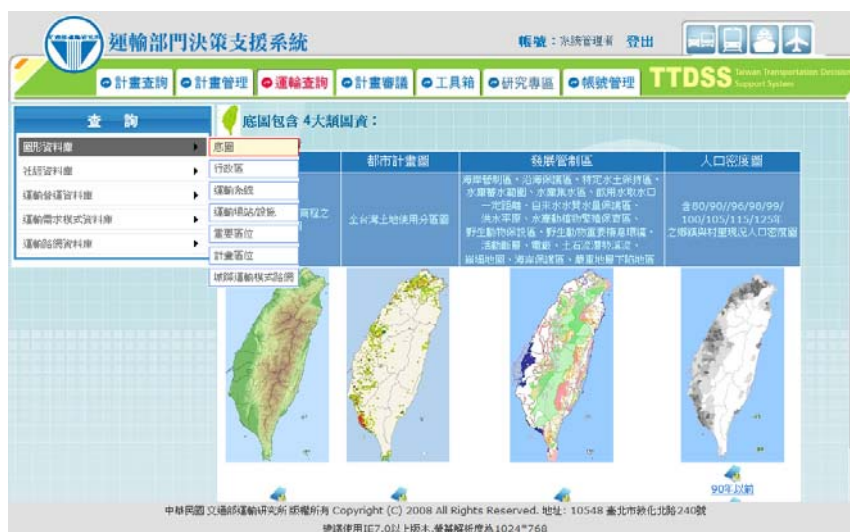 運輸部門決策支援系統
帳號：系統管理者 登出
計畫查詢 計畫管理 運輸查詢 計畫審議 工具箱 研究專區 帳號管理
TTDSS Taiwan Transportation Decision Support System
查 詢
圖形資料庫
社經資料庫
運輸營運資料庫
運輸需求模式資料庫
運輸路網資料庫
底圖
行政區
運輸系統
運輸場站/設施
重要區位
計畫區位
城際運輸模式路網
底圖包含 4大類圖資：
都市計畫圖
發展管制區
人口密度圖
高程之
全台灣土地使用分區圖
海岸管制區、沿海保護區、特定水土保持區、
水庫蓄水範圍、水庫集水區、飲用水取水口
一定距離、自來水水質水量保護區、
洪水平原、水產動植物繁殖保育區、
野生動物保護區、野生動物重要棲息環境、
活動斷層、電廠、土石流潛勢溪流、
崩塌地圖、海岸保護區、嚴重地層下陷地區
含80/90//96/98/99/
100/105/115/125年
之鄉鎮與村里現況人口密度圖
90年以前
中華民國 交通部運輸研究所 版權所有 Copyright (C) 2008 All Rights Reserved. 地址: 10548 臺北市敦化北路240號
建議使用IE7.0以上版本,螢幕解析度為1024*768